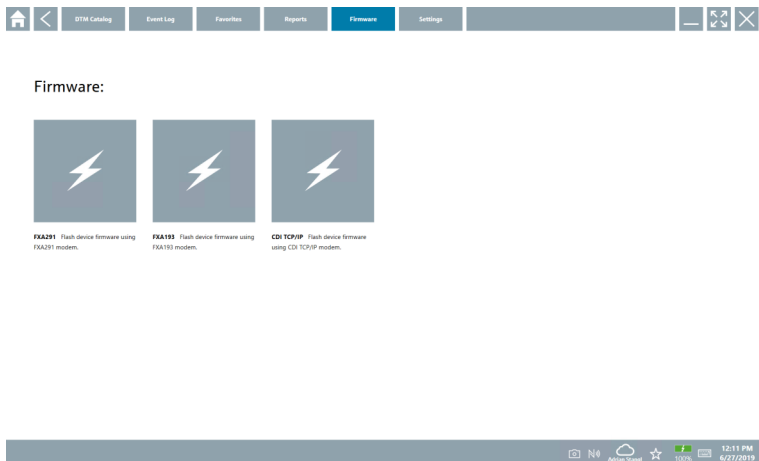 DTM Catalog
Event Log
Favorites
Reports
Firmware
Settings
Firmware:
FXA291 Flash device firmware using
FXA291 modem.
FXA193 Flash device firmware using
FXA193 modem.
CDI TCP/IP Flash device firmware
using CDI TCP/IP modem.
100%
12:11 PM
6/27/2019